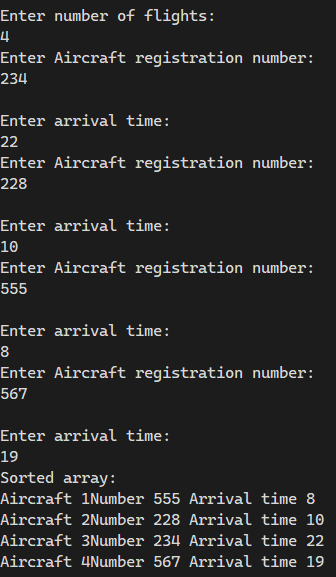 Enter number of flights:
4
Enter Aircraft registration number:
234
Enter arrival time:
22
Enter Aircraft registration number:
228
Enter arrival time:
10
Enter Aircraft registration number:
555
Enter arrival time:
8
Enter Aircraft registration number:
567
Enter arrival time:
19
Sorted array:
Aircraft 1Number 555 Arrival time 8
Aircraft 2Number 228 Arrival time 10
Aircraft 3Number 234 Arrival time 22
Aircraft 4Number 567 Arrival time 19